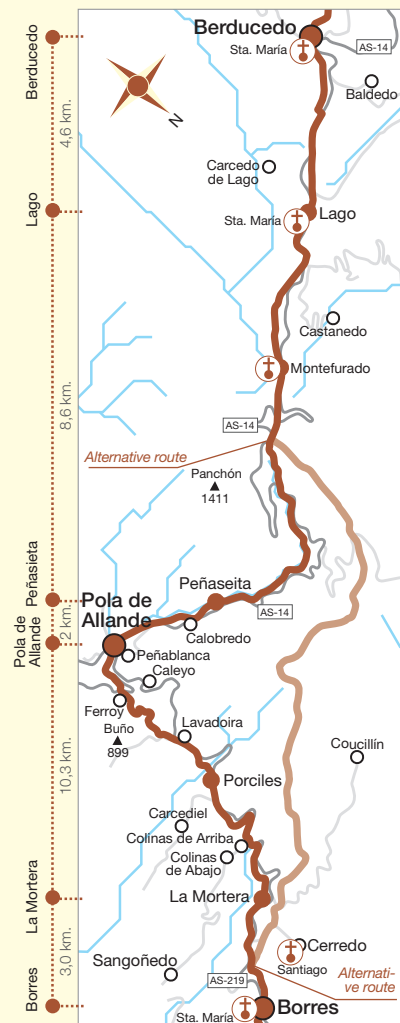 Berducedo
4,6 km.
Lago
8,6 km.
Peñasieta
2 km.
Pola de
Allande
10,3 km.
La Mortera
3,0 km.
Borres
N
Berducedo
Sta. María
AS-14
Baldedo
Carcedo
de Lago
Sta. María
Lago
Castanedo
Montefurado
AS-14
Alternative route
Panchón
1411
Peñaseita
Pola de
Allande
AS-14
Calobredo
Peñablanca
Caleyo
Ferroy
Buño
899
Lavadoira
Coucillín
Porciles
Carcediel
Colinas de Arriba
Colinas
de Abajo
La Mortera
Cerredo
Santiago
Sangoñedo
AS-219
Alternati-
ve route
Sta. María
Borres